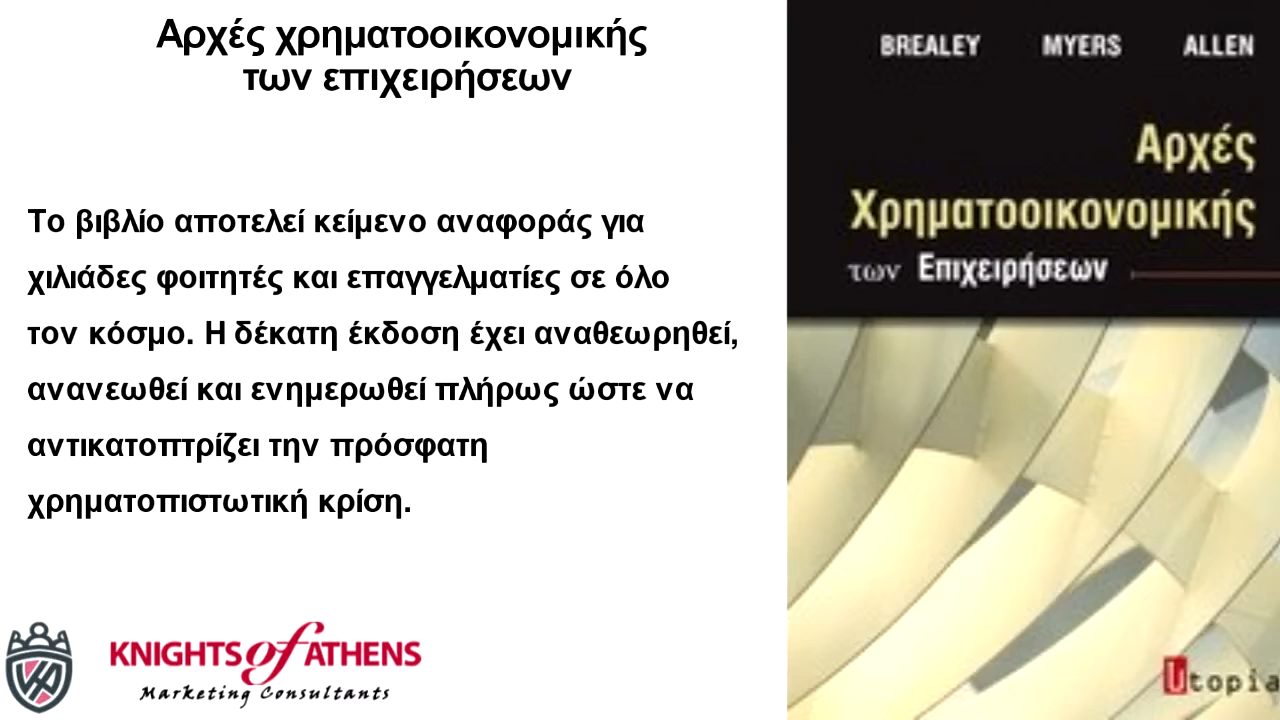 Αρχές χρηματοοικονομικής
των επιχειρήσεων
Το βιβλίο αποτελεί κείμενο αναφοράς για
χιλιάδες φοιτητές και επαγγελματίες σε όλο
τον κόσμο. Η δέκατη έκδοση έχει αναθεωρηθεί,
ανανεωθεί και ενημερωθεί πλήρως ώστε να
αντικατοπτρίζει την πρόσφατη
χρηματοπιστωτική κρίση.
KNIGHTS of ATHENS
Marketing Consultants
BREALEY MYERS ALLEN
Αρχές
Χρηματοοικονομικής
των Επιχειρήσεων
Utopia